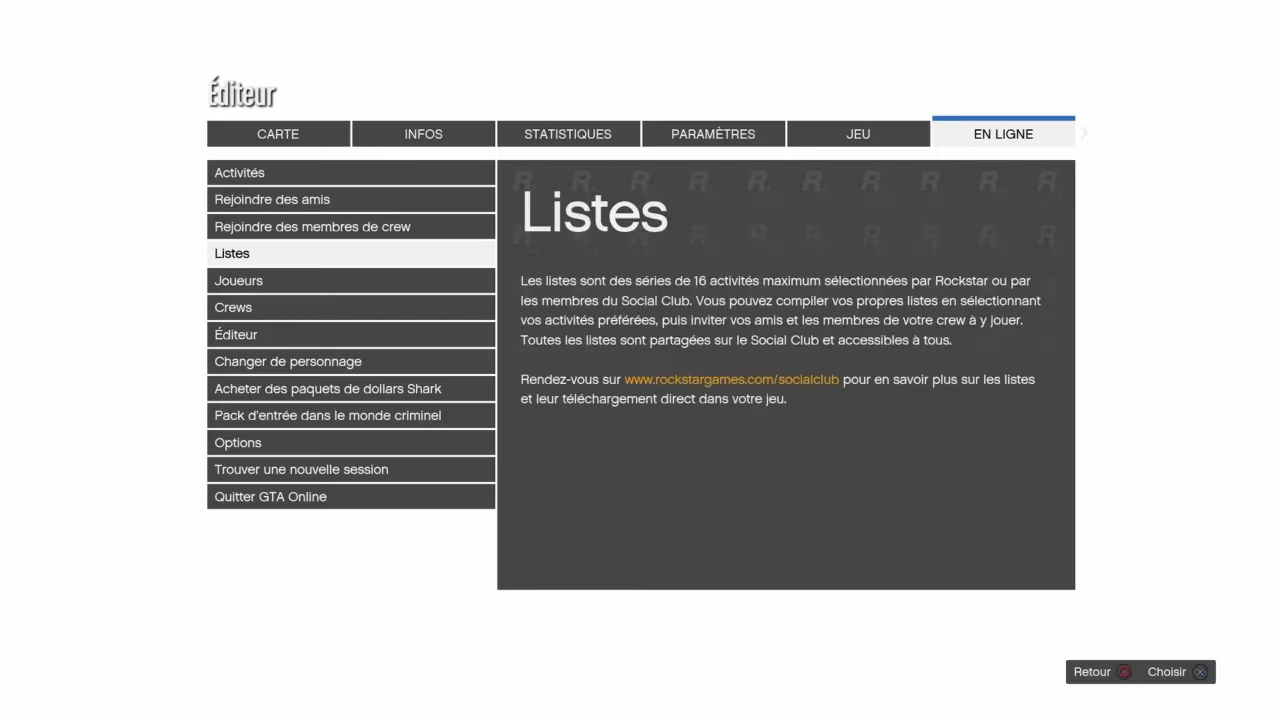 Éditeur
CARTE
INFOS
STATISTIQUES
PARAMÈTRES
JEU
EN LIGNE
Activités
Rejoindre des amis
Rejoindre des membres de crew
Listes
Joueurs
Crews
Éditeur
Changer de personnage
Acheter des paquets de dollars Shark
Pack d'entrée dans le monde criminel
Options
Trouver une nouvelle session
Quitter GTA Online
Listes
Les listes sont des séries de 16 activités maximum sélectionnées par Rockstar ou par
les membres du Social Club. Vous pouvez compiler vos propres listes en sélectionnant
vos activités préférées, puis inviter vos amis et les membres de votre crew à y jouer.
Toutes les listes sont partagées sur le Social Club et accessibles à tous.
Rendez-vous sur www.rockstargames.com/socialclub pour en savoir plus sur les listes
et leur téléchargement direct dans votre jeu.
Retour
Choisir